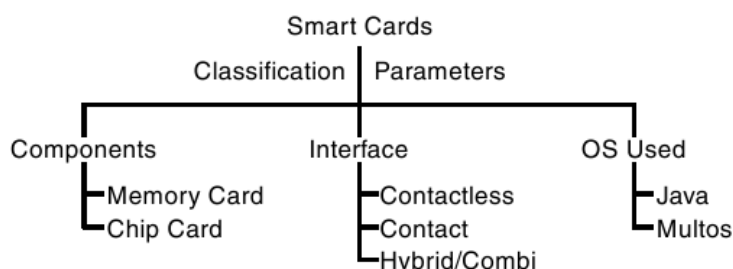 Smart Cards
Classification Parameters
Components Interface OS Used
Memory Card Contactless Java
Chip Card Contact Multos
Hybrid/Combi